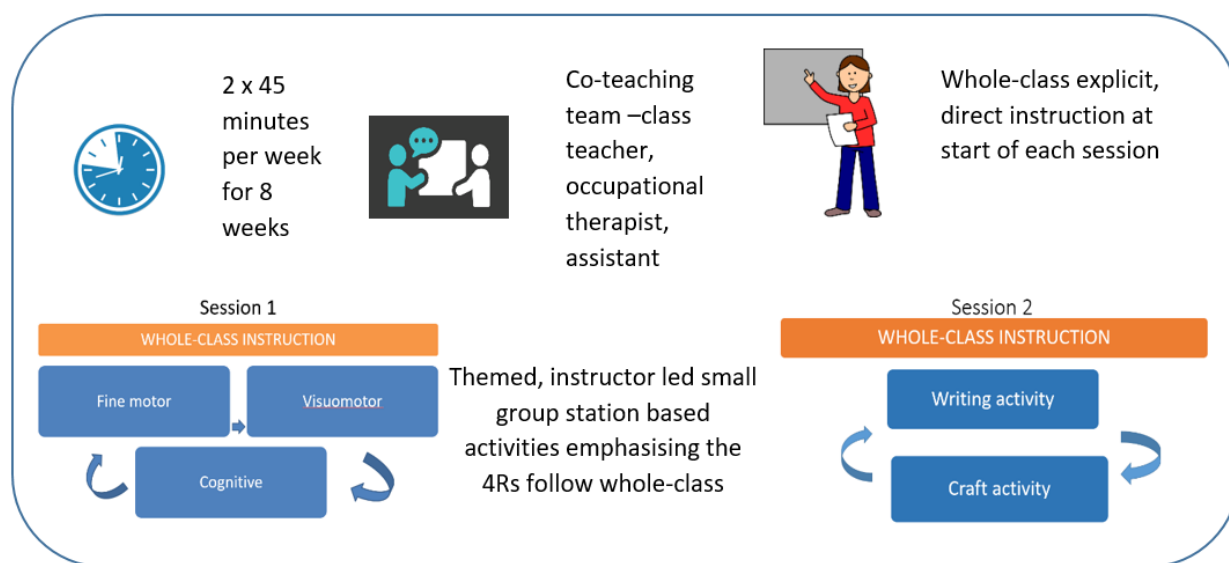 2 x 45
minutes
per week
for 8
weeks
Co-teaching
team –class
teacher,
occupational
therapist,
assistant
Whole-class explicit,
direct instruction at
start of each session
Session 1
WHOLE-CLASS INSTRUCTION
Fine motor
Visuomotor
Cognitive
Themed, instructor led small
group station based
activities emphasising the
4Rs follow whole-class
Session 2
WHOLE-CLASS INSTRUCTION
Writing activity
Craft activity